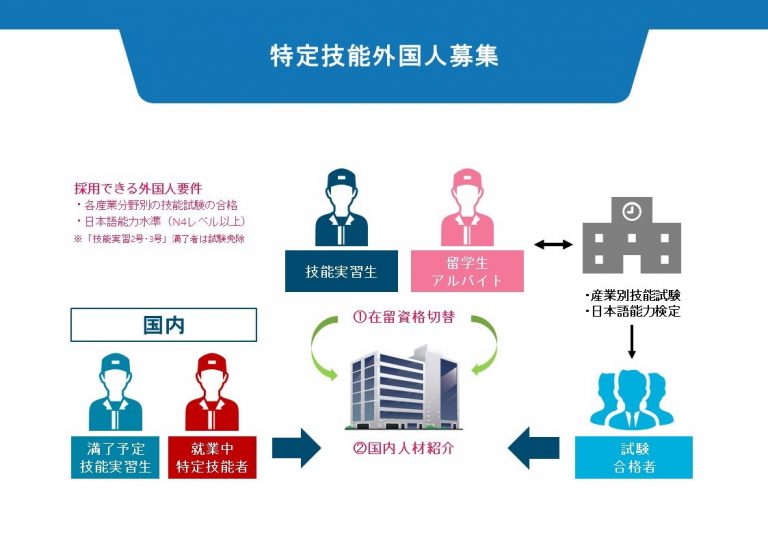 特定技能外国人募集
採用できる外国人要件
・各産業分野別の技能試験の合格
・日本語能力水準（N4レベル以上）
※「技能実習2号・3号」満了者は試験免除
技能実習生
留学生
アルバイト
・産業別技能試験
・日本語能力検定
①在留資格切替
国内
満了予定
技能実習生
就業中
特定技能者
②国内人材紹介
試験
合格者